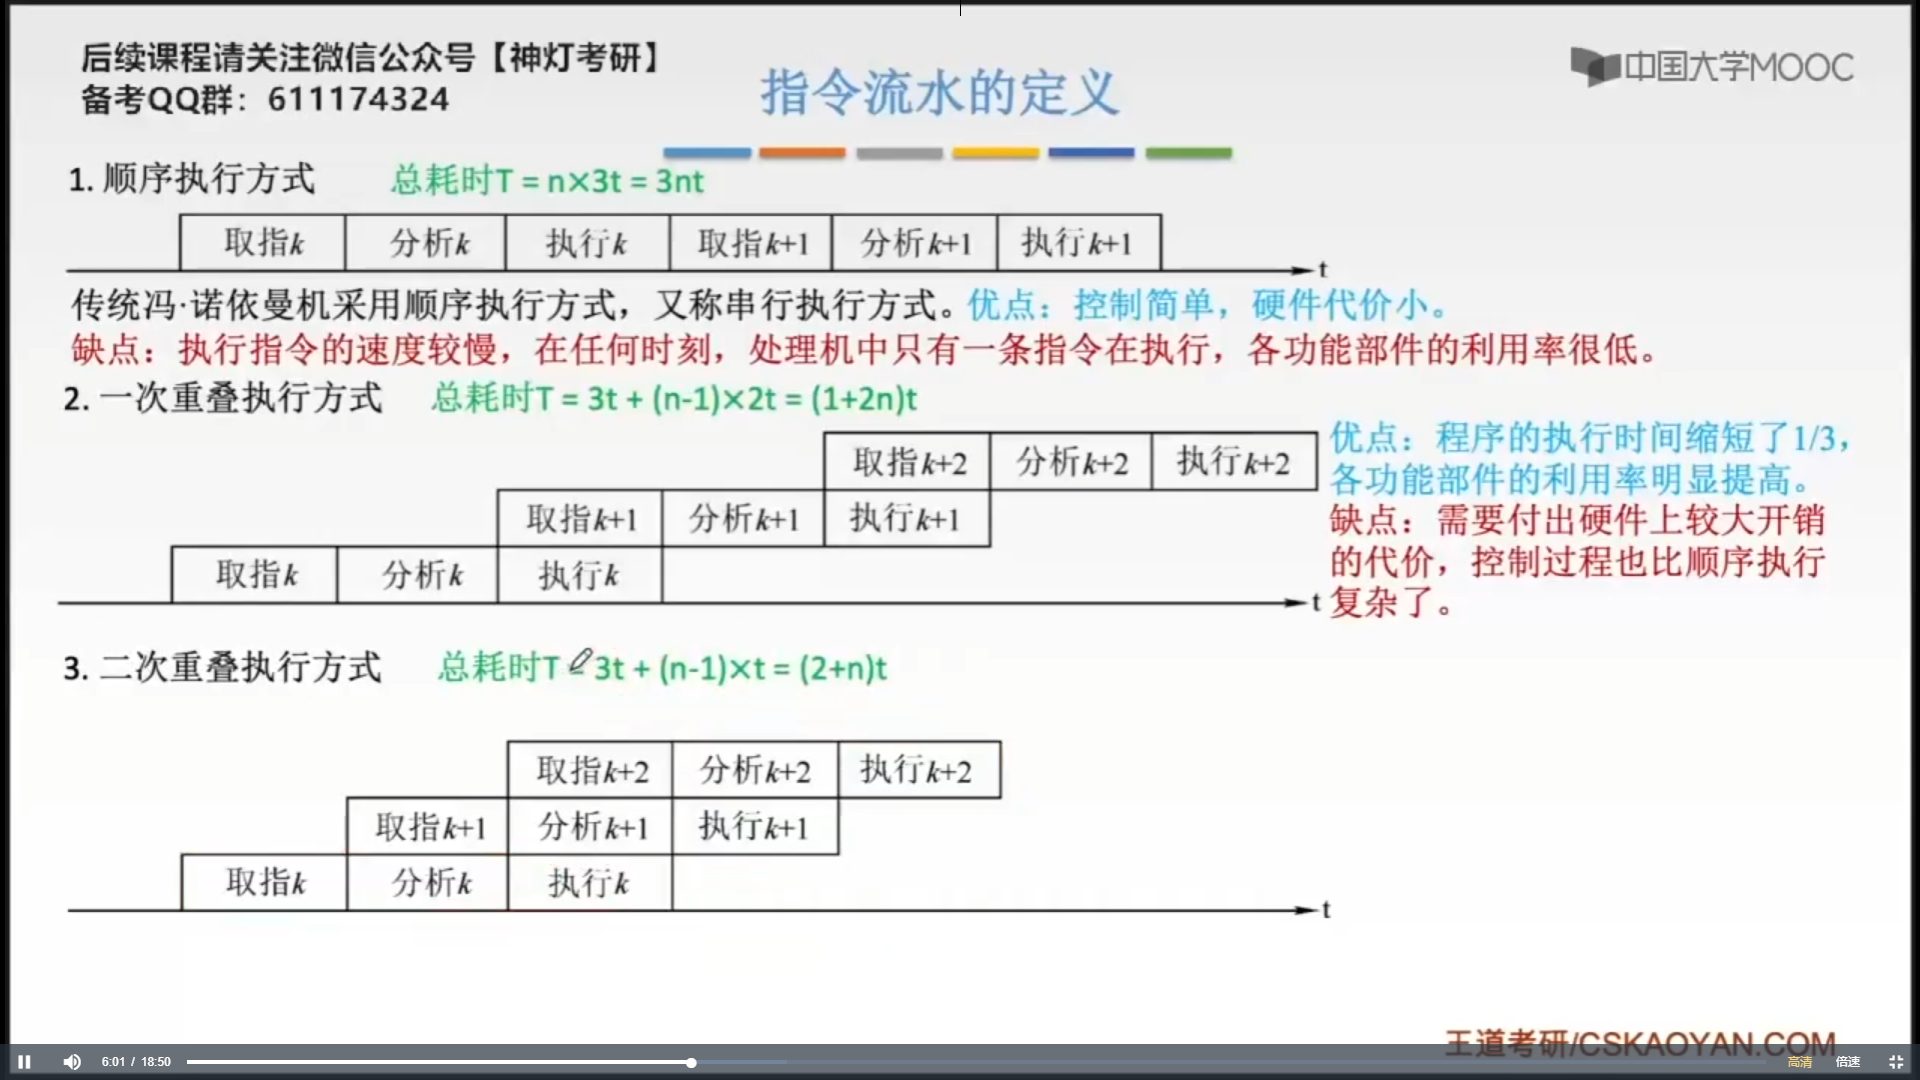 后续课程请关注微信公众号【神灯考研】
备考QQ群：611174324
中国大学MOOC
指令流水的定义
1. 顺序执行方式 总耗时T = n×3t = 3nt
取指k 分析k 执行k 取指k+1 分析k+1 执行k+1
t
传统冯·诺依曼机采用顺序执行方式，又称串行执行方式。优点：控制简单，硬件代价小。
缺点：执行指令的速度较慢，在任何时刻，处理机中只有一条指令在执行，各功能部件的利用率很低。
2. 一次重叠执行方式 总耗时T = 3t + (n-1)×2t = (1+2n)t
取指k+2 分析k+2 执行k+2
取指k+1 分析k+1 执行k+1
取指k 分析k 执行k
t
优点：程序的执行时间缩短了1/3，
各功能部件的利用率明显提高。
缺点：需要付出硬件上较大开销
的代价，控制过程也比顺序执行
复杂了。
3. 二次重叠执行方式 总耗时T = 3t + (n-1)×t = (2+n)t
取指k+2 分析k+2 执行k+2
取指k+1 分析k+1 执行k+1
取指k 分析k 执行k
t
王道考研/CSKAOYAN.COM
6:01 / 18:50 高清 倍速